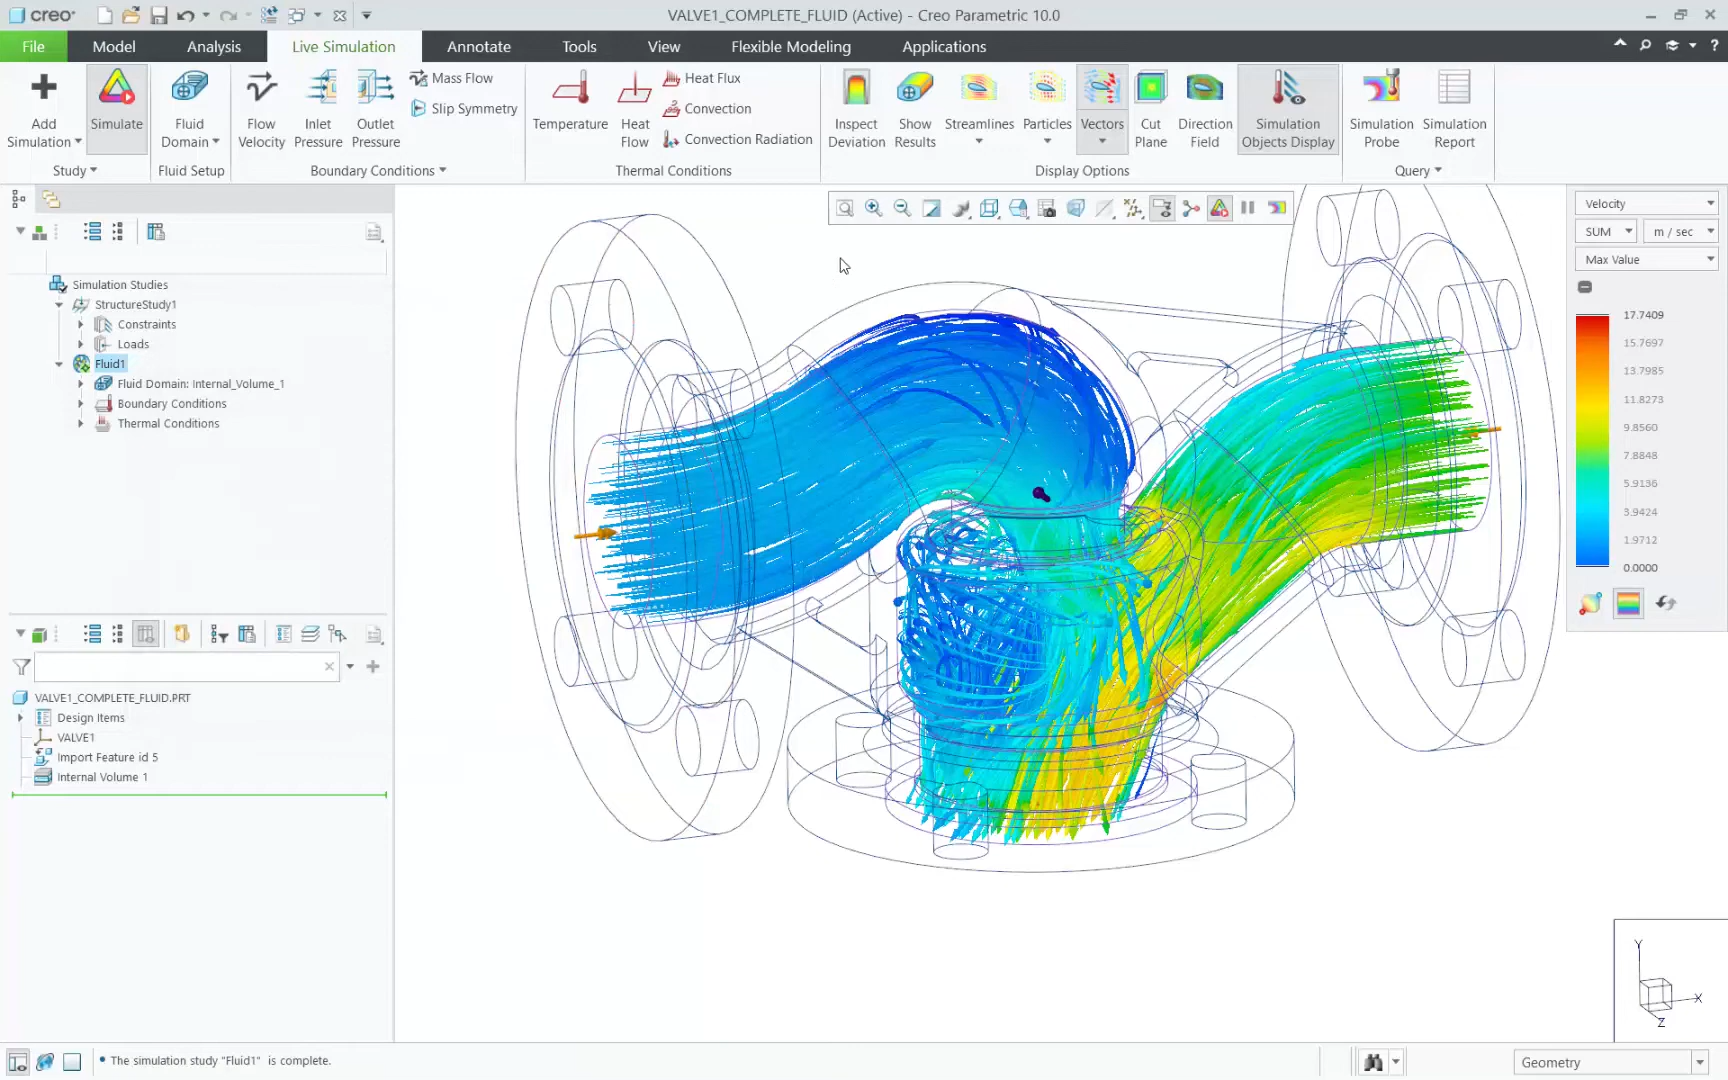 creo
VALVE1_COMPLETE_FLUID (Active) - Creo Parametric 10.0
File
Model
Analysis
Live Simulation
Annotate
Tools
View
Flexible Modeling
Applications
Add Simulation
Simulate
Fluid Domain
Flow Velocity
Inlet Pressure
Outlet Pressure
Mass Flow
Slip Symmetry
Temperature
Heat Flow
Heat Flux
Convection
Convection Radiation
Inspect Deviation
Show Results
Streamlines
Particles
Vectors
Cut Plane
Direction Field
Simulation Objects Display
Simulation Probe
Simulation Report
Study
Fluid Setup
Boundary Conditions
Thermal Conditions
Display Options
Query
Simulation Studies
StructureStudy1
Constraints
Loads
Fluid1
Fluid Domain: Internal_Volume_1
Boundary Conditions
Thermal Conditions
VALVE1_COMPLETE_FLUID.PRT
Design Items
VALVE1
Import Feature id 5
Internal Volume 1
Velocity
SUM
m / sec
Max Value
17.7409
15.7697
13.7985
11.8273
9.8560
7.8848
5.9136
3.9424
1.9712
0.0000
Y
X
Z
The simulation study "Fluid1" is complete.
Geometry